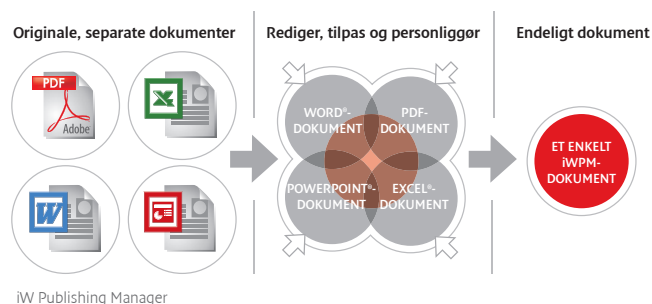 Originale, separate dokumenter
Rediger, tilpas og personliggør
Endeligt dokument
PDF
Adobe
X
W
WORD®-
DOKUMENT
PDF-
DOKUMENT
POWERPOINT®-
DOKUMENT
EXCEL®-
DOKUMENT
ET ENKELT
iWPM-
DOKUMENT
iW Publishing Manager